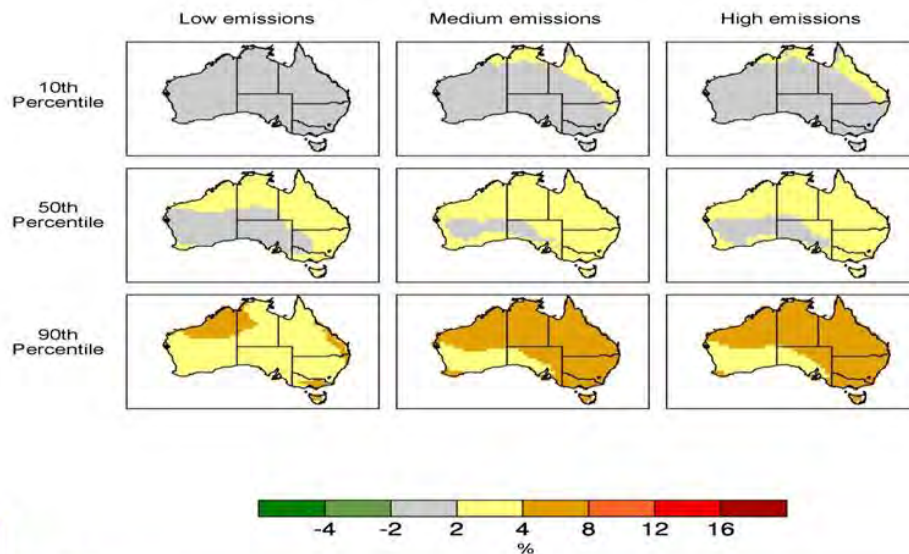 Low emissions Medium emissions High emissions
10th
Percentile
50th
Percentile
90th
Percentile
-4 -2 2 4 8 12 16
%